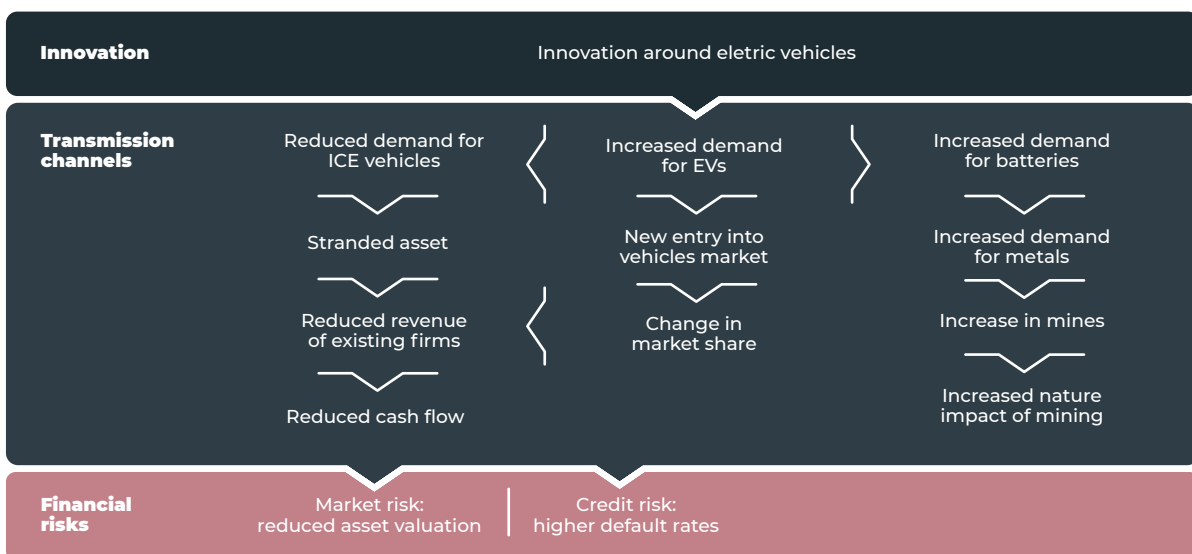 Innovation
Innovation around eletric vehicles
Transmission
channels
Reduced demand for
ICE vehicles
Stranded asset
Reduced revenue
of existing firms
Reduced cash flow
Increased demand
for EVs
New entry into
vehicles market
Change in
market share
Increased demand
for batteries
Increased demand
for metals
Increase in mines
Increased nature
impact of mining
Financial
risks
Market risk:
reduced asset valuation
Credit risk:
higher default rates